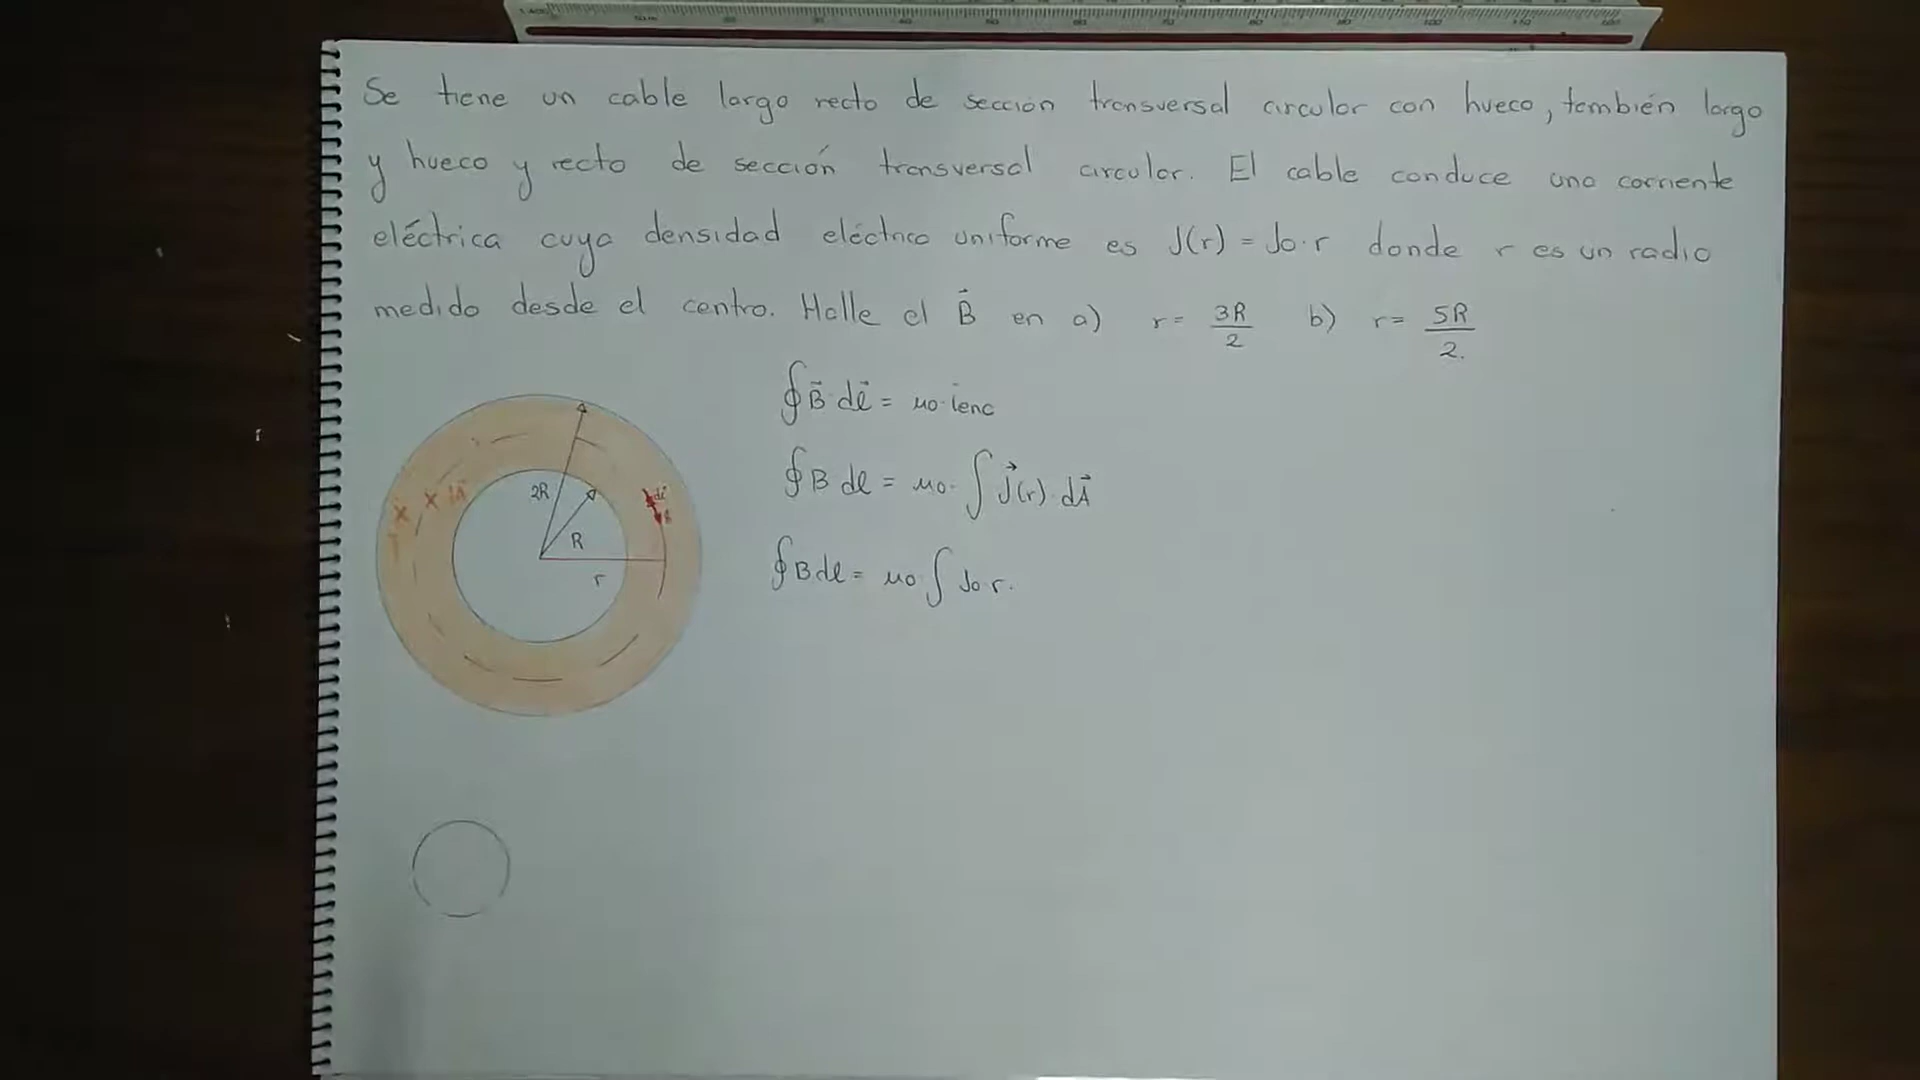 Se tiene un cable largo recto de sección transversal circular con hueco, también largo
y hueco y recto de sección transversal circular. El cable conduce una corriente
eléctrica cuya densidad eléctrica uniforme es J(r) = Jo·r donde r es un radio
medido desde el centro. Halle el B⃗ en a) r = 3R/2 b) r = 5R/2.
∮ B⃗·dℓ⃗ = μo·ienc
∮ B dℓ = μo·∫ J⃗(r)·dA⃗
∮ B dℓ = μo ∫ Jo·r.
2R
R
r